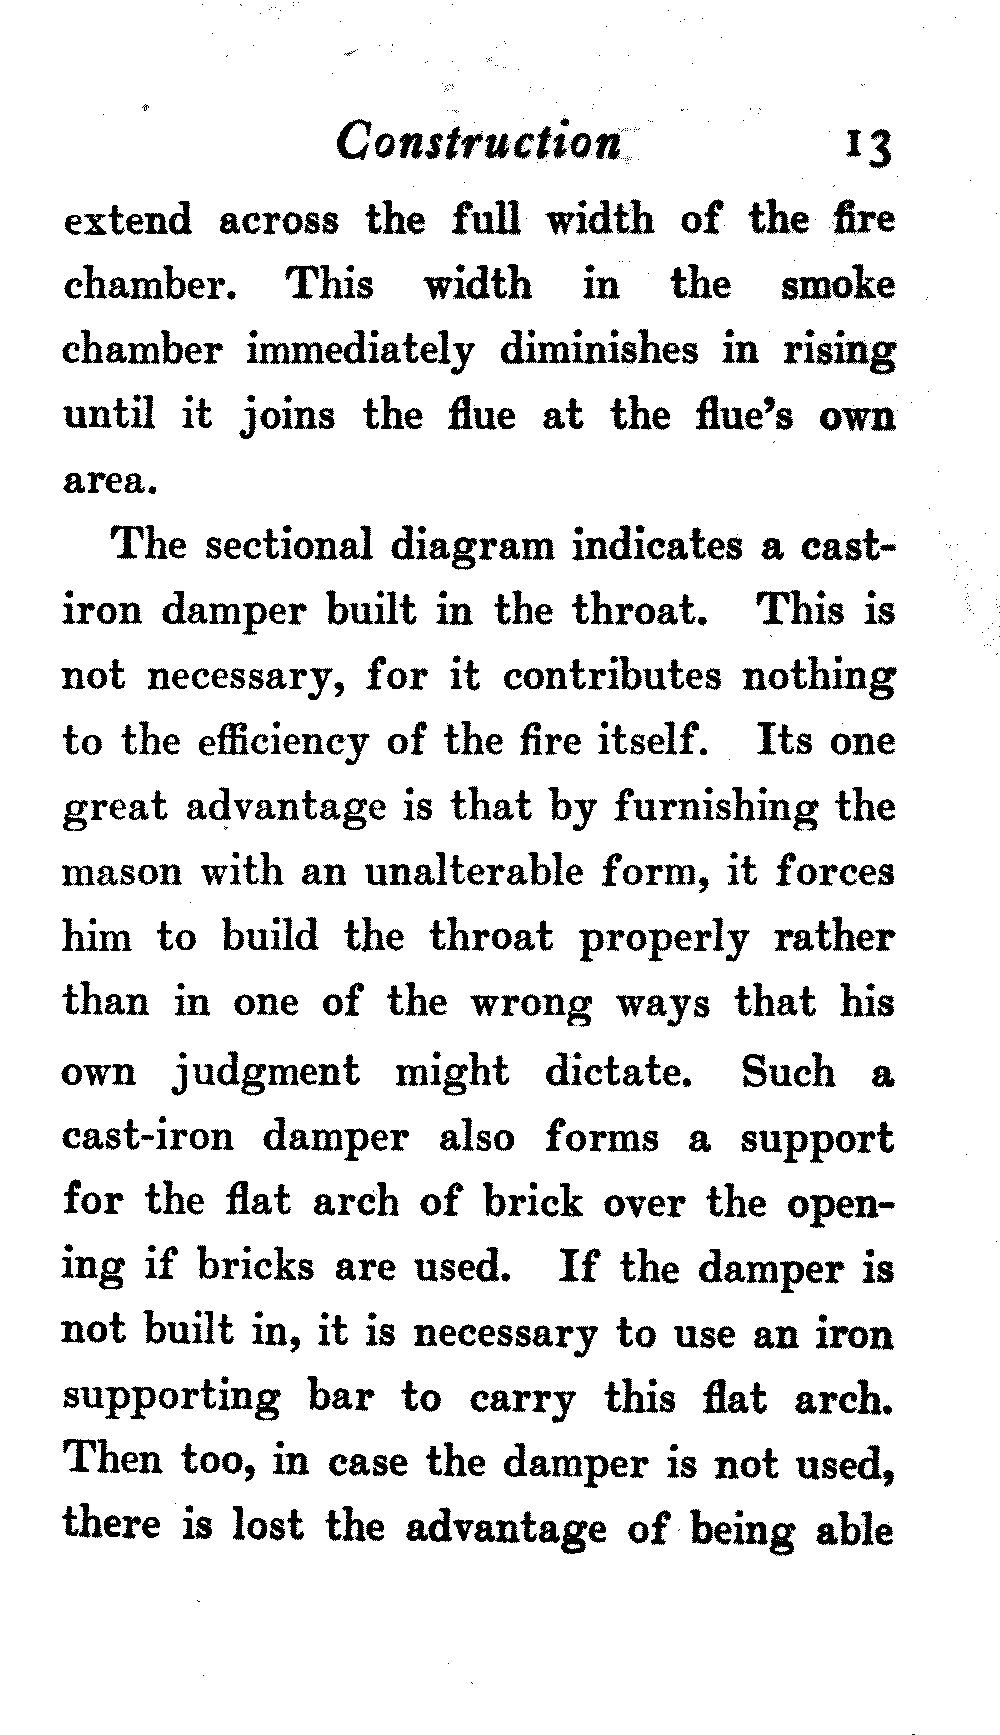 Construction 13
extend across the full width of the fire
chamber. This width in the smoke
chamber immediately diminishes in rising
until it joins the flue at the flue's own
area.
The sectional diagram indicates a cast-
iron damper built in the throat. This is
not necessary, for it contributes nothing
to the efficiency of the fire itself. Its one
great advantage is that by furnishing the
mason with an unalterable form, it forces
him to build the throat properly rather
than in one of the wrong ways that his
own judgment might dictate. Such a
cast-iron damper also forms a support
for the flat arch of brick over the open-
ing if bricks are used. If the damper is
not built in, it is necessary to use an iron
supporting bar to carry this flat arch.
Then too, in case the damper is not used,
there is lost the advantage of being able